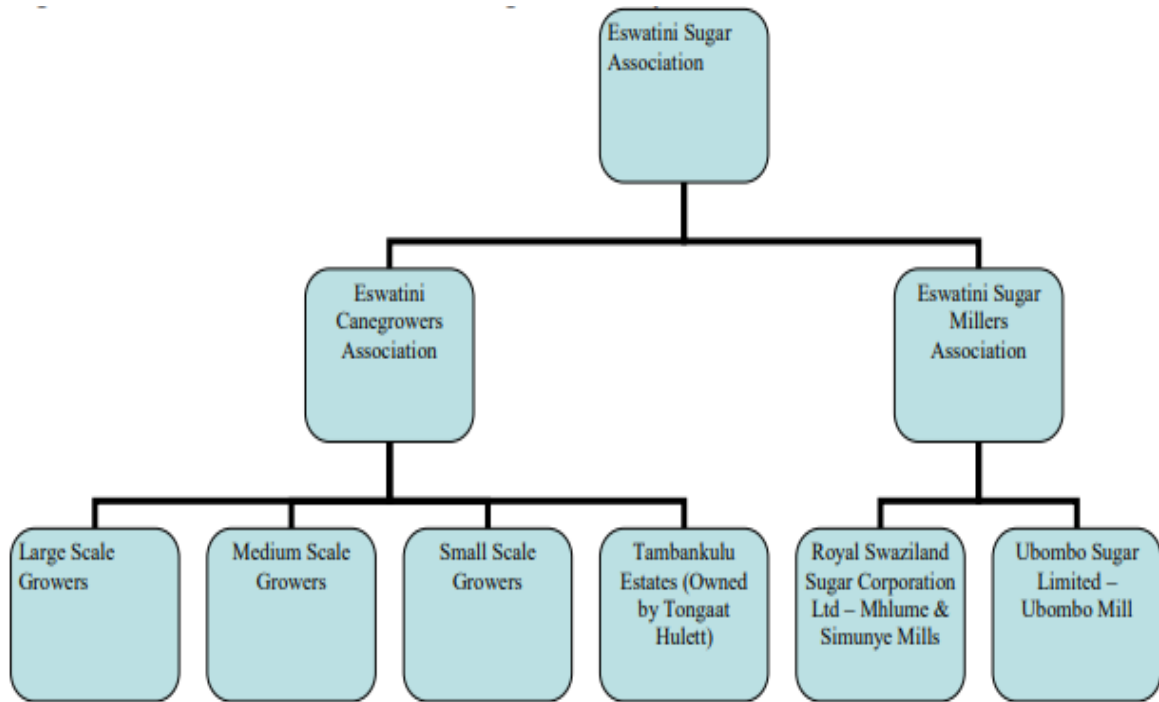 Eswatini Sugar
Association
Eswatini
Canegrowers
Association
Eswatini Sugar
Millers
Association
Large Scale
Growers
Medium Scale
Growers
Small Scale
Growers
Tambankulu
Estates (Owned
by Tongaat
Hulett)
Royal Swaziland
Sugar Corporation
Ltd – Mhlume &
Simunye Mills
Ubombo Sugar
Limited –
Ubombo Mill